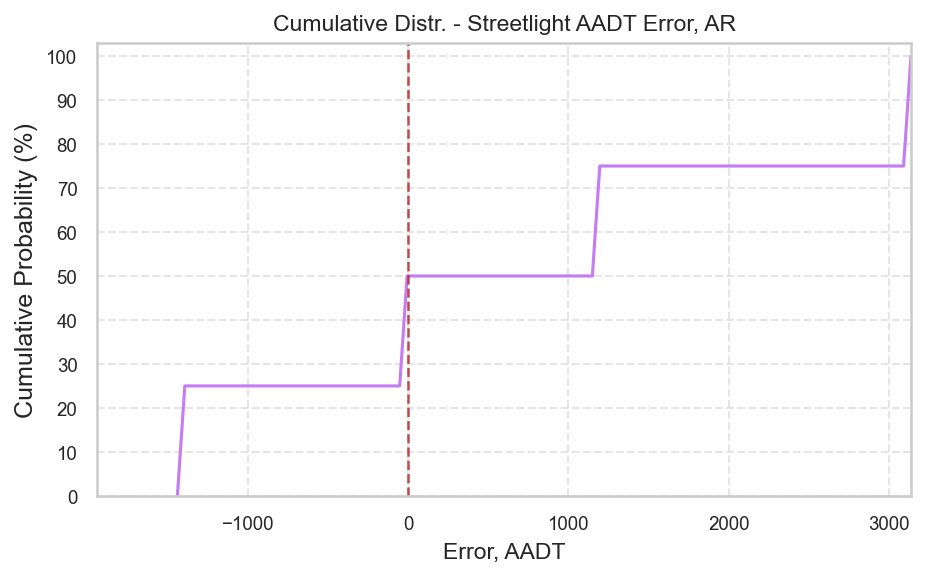 Cumulative Distr. - Streetlight AADT Error, AR
Cumulative Probability (%)
100
90
80
70
60
50
40
30
20
10
0
−1000 0 1000 2000 3000
Error, AADT